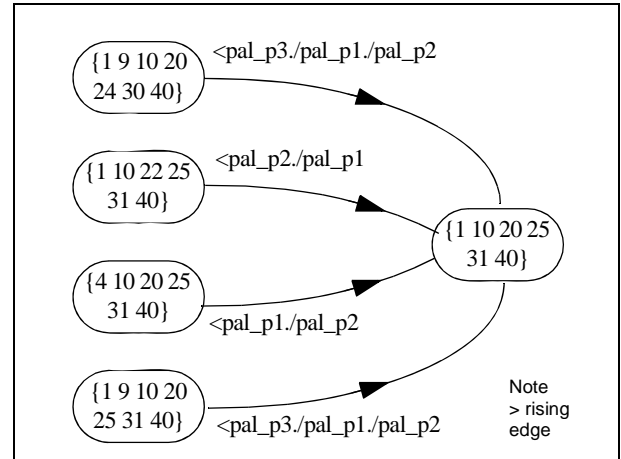 <pal_p3./pal_p1./pal_p2
{1 9 10 20
24 30 40}
<pal_p2./pal_p1
{1 10 22 25
31 40}
{1 10 20 25
31 40}
{4 10 20 25
31 40}
<pal_p1./pal_p2
{1 9 10 20
25 31 40}
<pal_p3./pal_p1./pal_p2
Note
> rising
edge